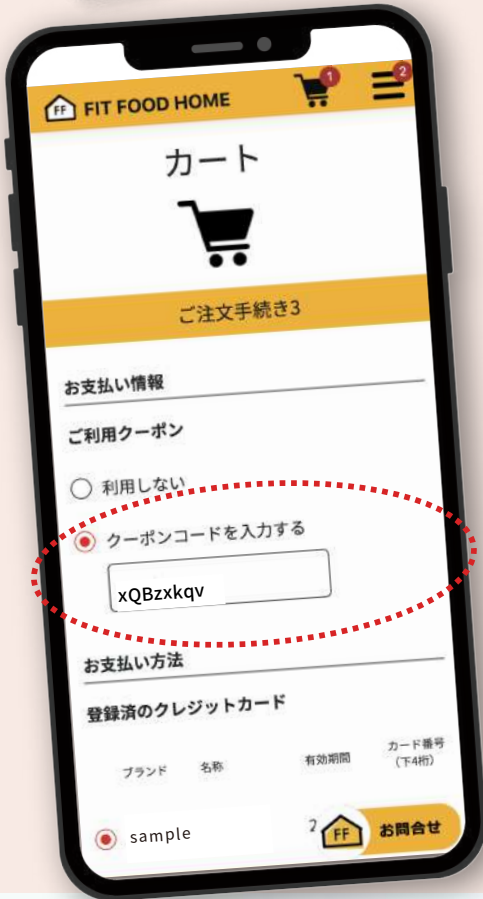 FF FIT FOOD HOME 1 2
カート
ご注文手続き3
お支払い情報
ご利用クーポン
利用しない
クーポンコードを入力する
xQBzxkqv
お支払い方法
登録済のクレジットカード
ブランド 名称 有効期間 カード番号
(下4桁)
sample 2 FF お問合せ